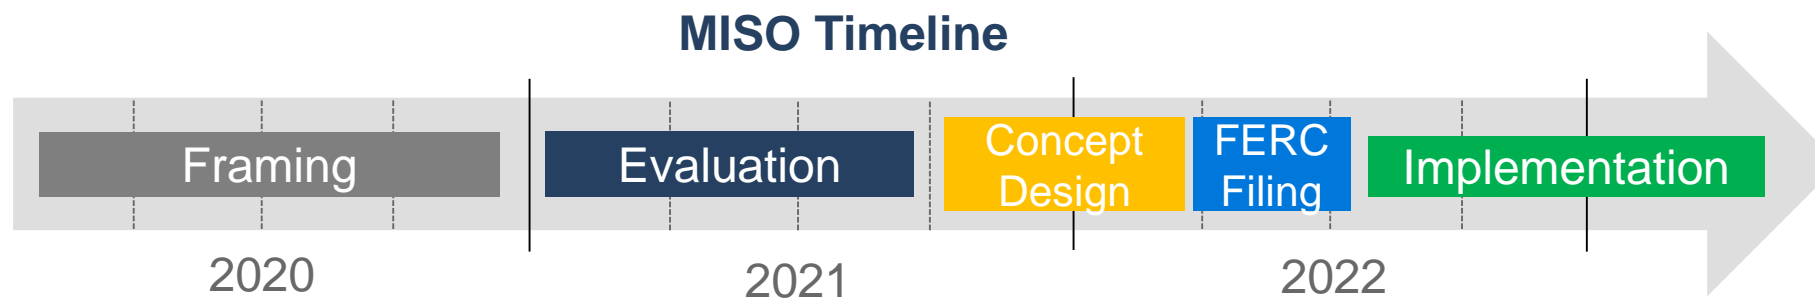 MISO Timeline
Framing
Evaluation
Concept
Design
FERC
Filing
Implementation
2020
2021
2022